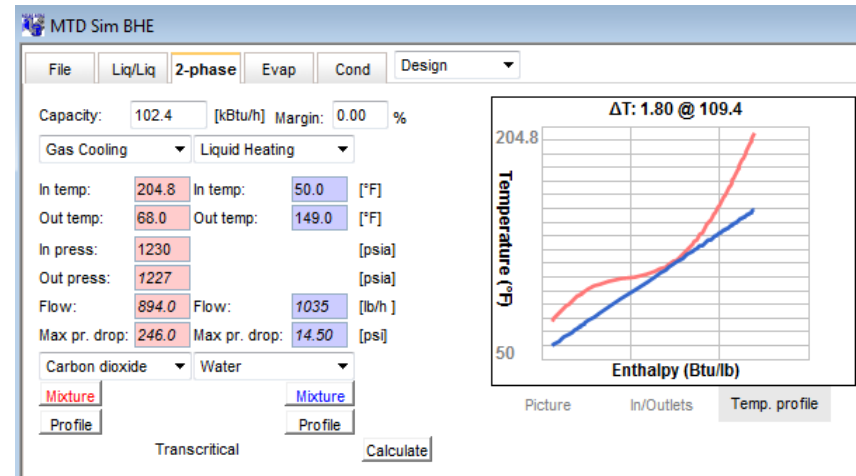 MTD Sim BHE
File Liq/Liq 2-phase Evap Cond Design
Capacity: 102.4 [kBtu/h] Margin: 0.00 %
Gas Cooling Liquid Heating
In temp: 204.8 In temp: 50.0 [°F]
Out temp: 68.0 Out temp: 149.0 [°F]
In press: 1230 [psia]
Out press: 1227 [psia]
Flow: 894.0 Flow: 1035 [lb/h ]
Max pr. drop: 246.0 Max pr. drop: 14.50 [psi]
Carbon dioxide Water
Mixture Mixture
Profile Profile
Transcritical Calculate
ΔT: 1.80 @ 109.4
204.8
Temperature (°F)
50
Enthalpy (Btu/lb)
Picture In/Outlets Temp. profile